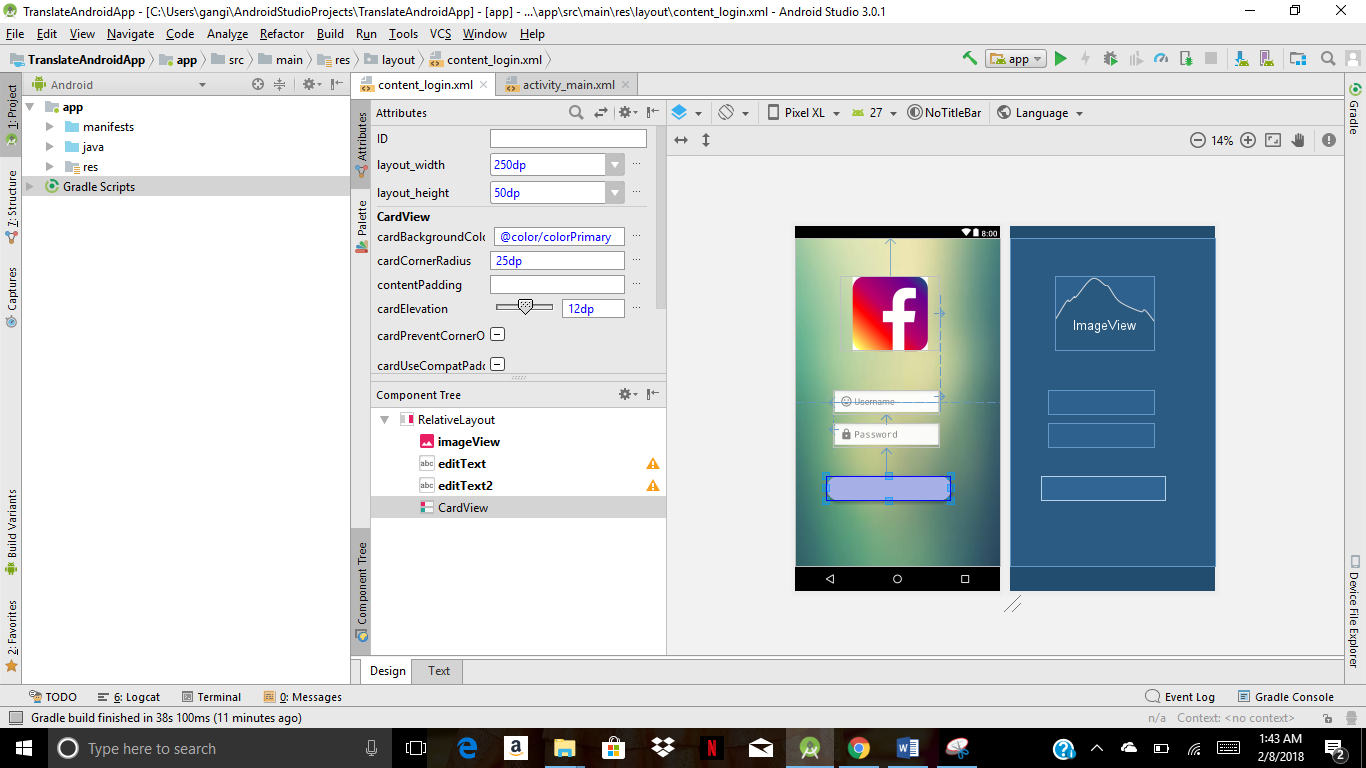 TranslateAndroidApp - [C:\Users\gangi\AndroidStudioProjects\TranslateAndroidApp] - [app] - ...\app\src\main\res\layout\content_login.xml - Android Studio 3.0.1
File Edit View Navigate Code Analyze Refactor Build Run Tools VCS Window Help
TranslateAndroidApp app src main res layout content_login.xml app
Android content_login.xml activity_main.xml
1: Project
7: Structure
Captures
Build Variants
2: Favorites
app
manifests
java
res
Gradle Scripts
Attributes
Palette
Component Tree
Attributes
ID
layout_width 250dp
layout_height 50dp
CardView
cardBackgroundColo @color/colorPrimary
cardCornerRadius 25dp
contentPadding
cardElevation 12dp
cardPreventCornerO
cardUseCompatPadd
Component Tree
RelativeLayout
imageView
abc editText
abc editText2
CardView
Pixel XL 27 NoTitleBar Language
14%
8:00
f
Username
Password
ImageView
Gradle
Device File Explorer
Design Text
TODO 6: Logcat Terminal 0: Messages Event Log Gradle Console
Gradle build finished in 38s 100ms (11 minutes ago) n/a Context: <no context>
Type here to search
1:43 AM
2/8/2018
2